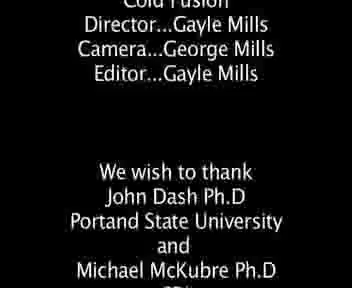 Cold Fusion
Director...Gayle Mills
Camera...George Mills
Editor...Gayle Mills
We wish to thank
John Dash Ph.D
Portand State University
and
Michael McKubre Ph.D